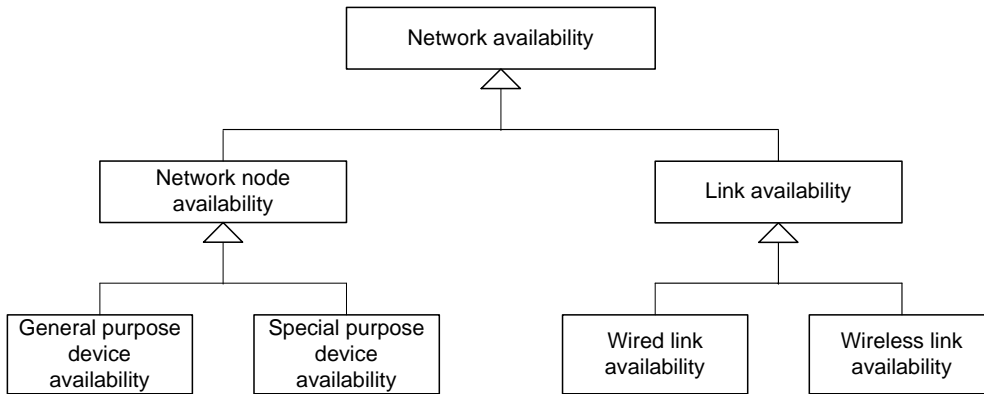 Network availability
Network node
availability
Link availability
General purpose
device
availability
Special purpose
device
availability
Wired link
availability
Wireless link
availability